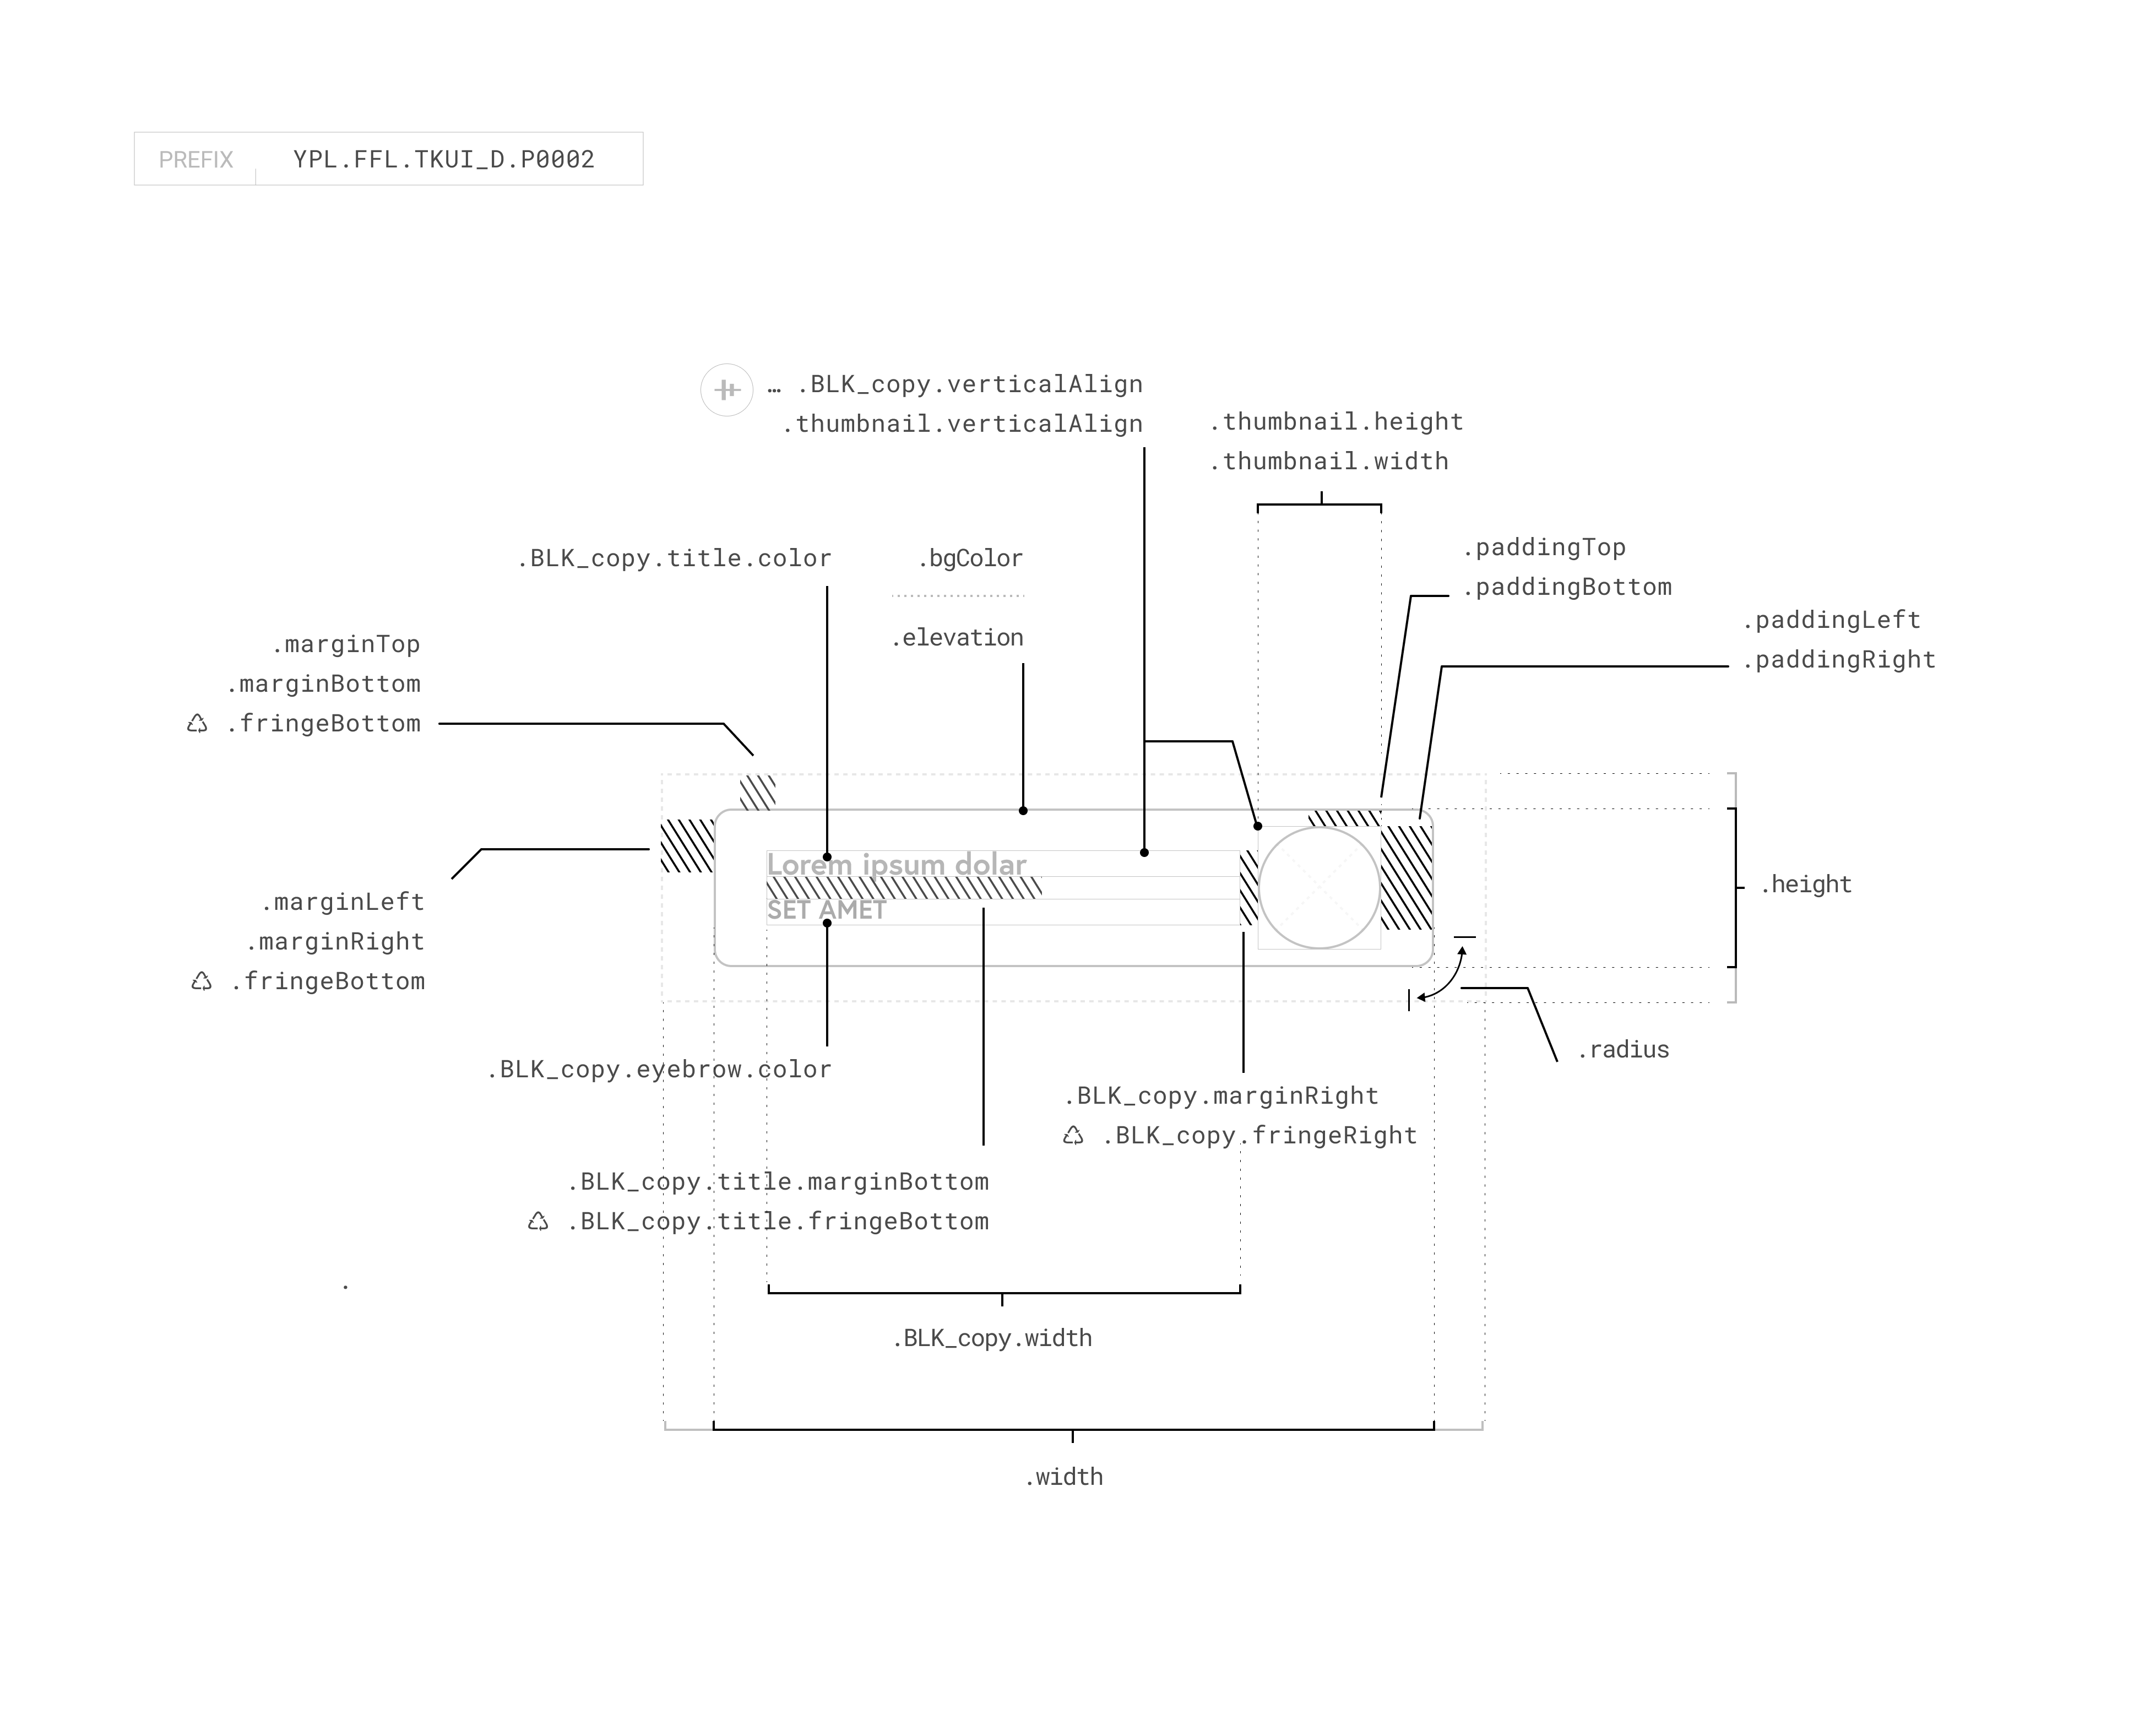 PREFIX YPL.FFL.TKUI_D.P0002
… .BLK_copy.verticalAlign
.thumbnail.verticalAlign
.thumbnail.height
.thumbnail.width
.BLK_copy.title.color
.bgColor
.elevation
.paddingTop
.paddingBottom
.paddingLeft
.paddingRight
.marginTop
.marginBottom
♺ .fringeBottom
Lorem ipsum dolar
SET AMET
.height
.marginLeft
.marginRight
♺ .fringeBottom
.radius
.BLK_copy.eyebrow.color
.BLK_copy.marginRight
♺ .BLK_copy.fringeRight
.BLK_copy.title.marginBottom
♺ .BLK_copy.title.fringeBottom
.
.BLK_copy.width
.width